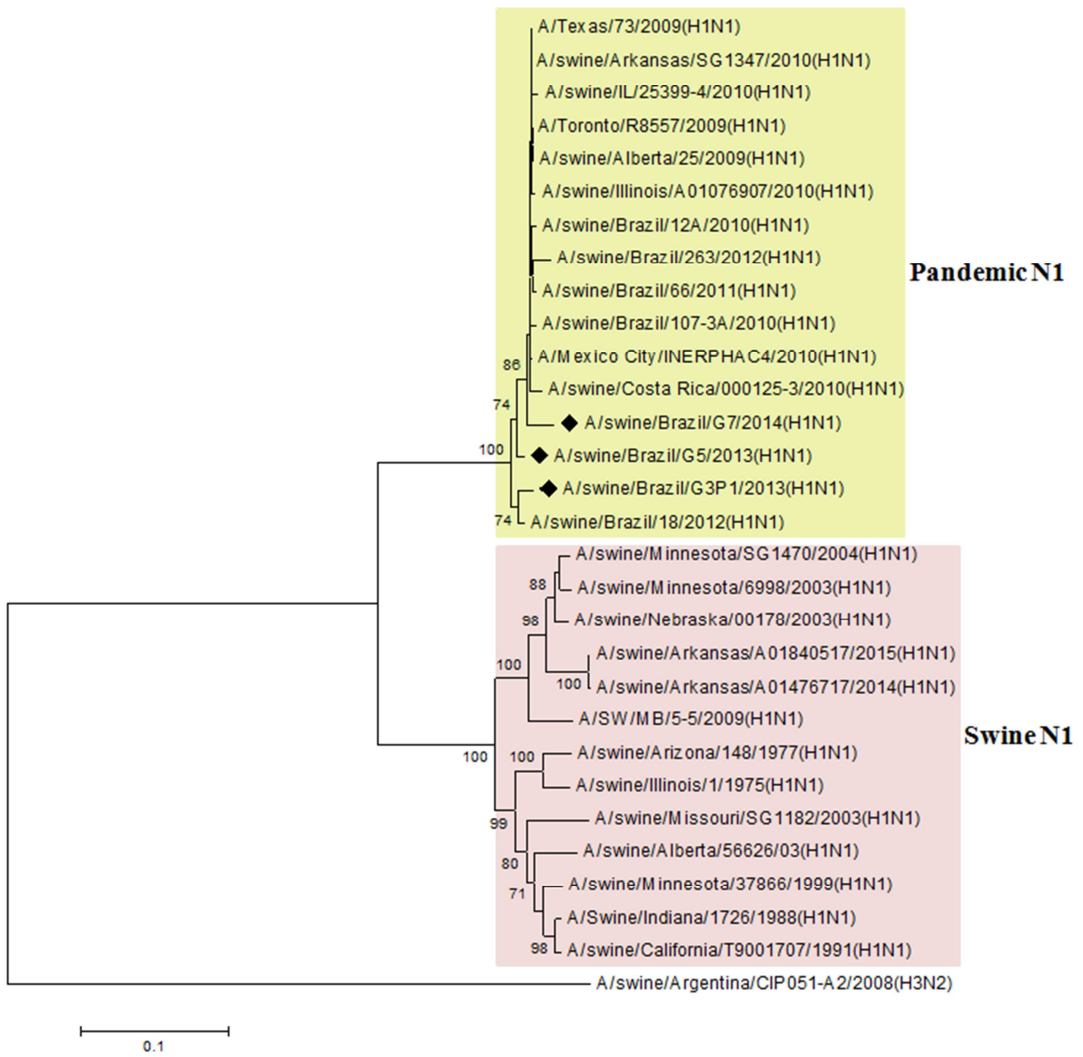 A/Texas/73/2009(H1N1)
A/swine/Arkansas/SG1347/2010(H1N1)
A/swine/IL/25399-4/2010(H1N1)
A/Toronto/R8557/2009(H1N1)
A/swine/Alberta/25/2009(H1N1)
A/swine/Illinois/A01076907/2010(H1N1)
A/swine/Brazil/12A/2010(H1N1)
A/swine/Brazil/263/2012(H1N1)
Pandemic N1
A/swine/Brazil/66/2011(H1N1)
A/swine/Brazil/107-3A/2010(H1N1)
A/Mexico City/INERPHAC4/2010(H1N1)
86
A/swine/Costa Rica/000125-3/2010(H1N1)
74
A/swine/Brazil/G7/2014(H1N1)
100
A/swine/Brazil/G5/2013(H1N1)
A/swine/Brazil/G3P1/2013(H1N1)
74
A/swine/Brazil/18/2012(H1N1)
A/swine/Minnesota/SG1470/2004(H1N1)
88
A/swine/Minnesota/6998/2003(H1N1)
98
A/swine/Nebraska/00178/2003(H1N1)
A/swine/Arkansas/A01840517/2015(H1N1)
100
100
A/swine/Arkansas/A01476717/2014(H1N1)
A/SW/MB/5-5/2009(H1N1)
Swine N1
100
100
A/swine/Arizona/148/1977(H1N1)
A/swine/Illinois/1/1975(H1N1)
99
A/swine/Missouri/SG1182/2003(H1N1)
80
A/swine/Alberta/56626/03(H1N1)
71
A/swine/Minnesota/37866/1999(H1N1)
A/Swine/Indiana/1726/1988(H1N1)
98
A/swine/California/T9001707/1991(H1N1)
A/swine/Argentina/CIP051-A2/2008(H3N2)
0.1